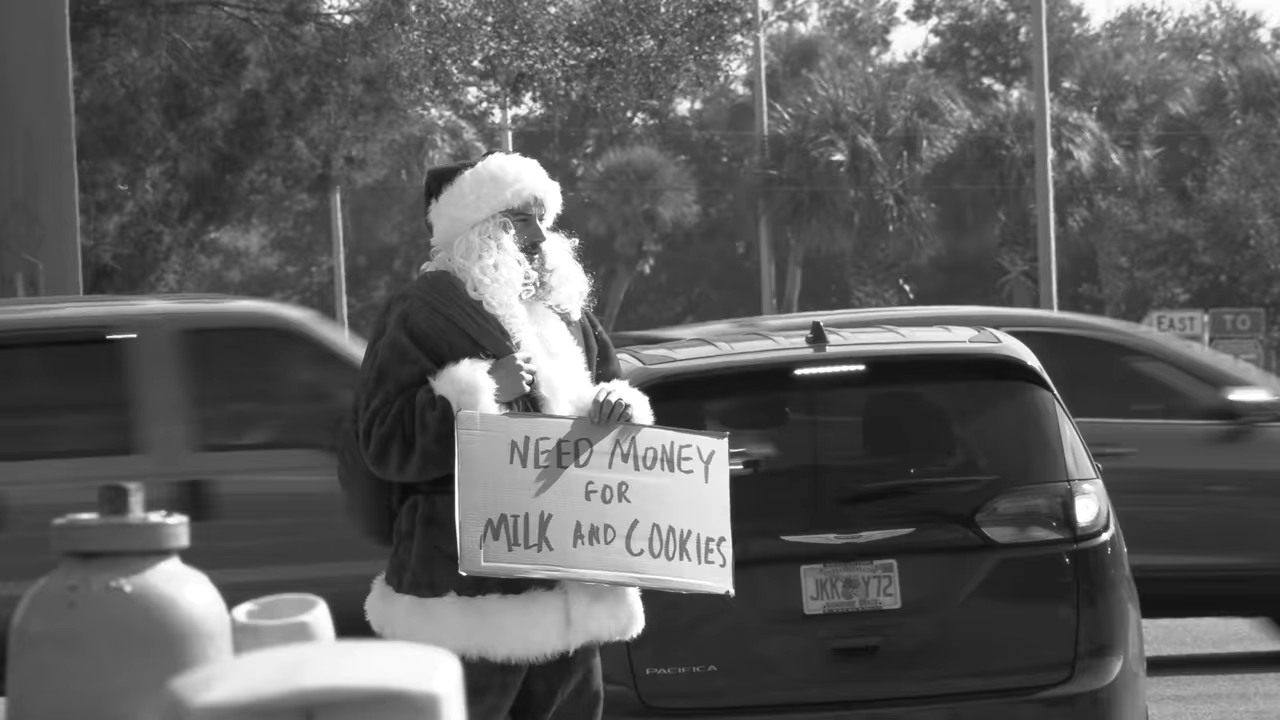 EAST
TO
NEED MONEY
FOR
MILK AND COOKIES
JKK Y72
PACIFICA